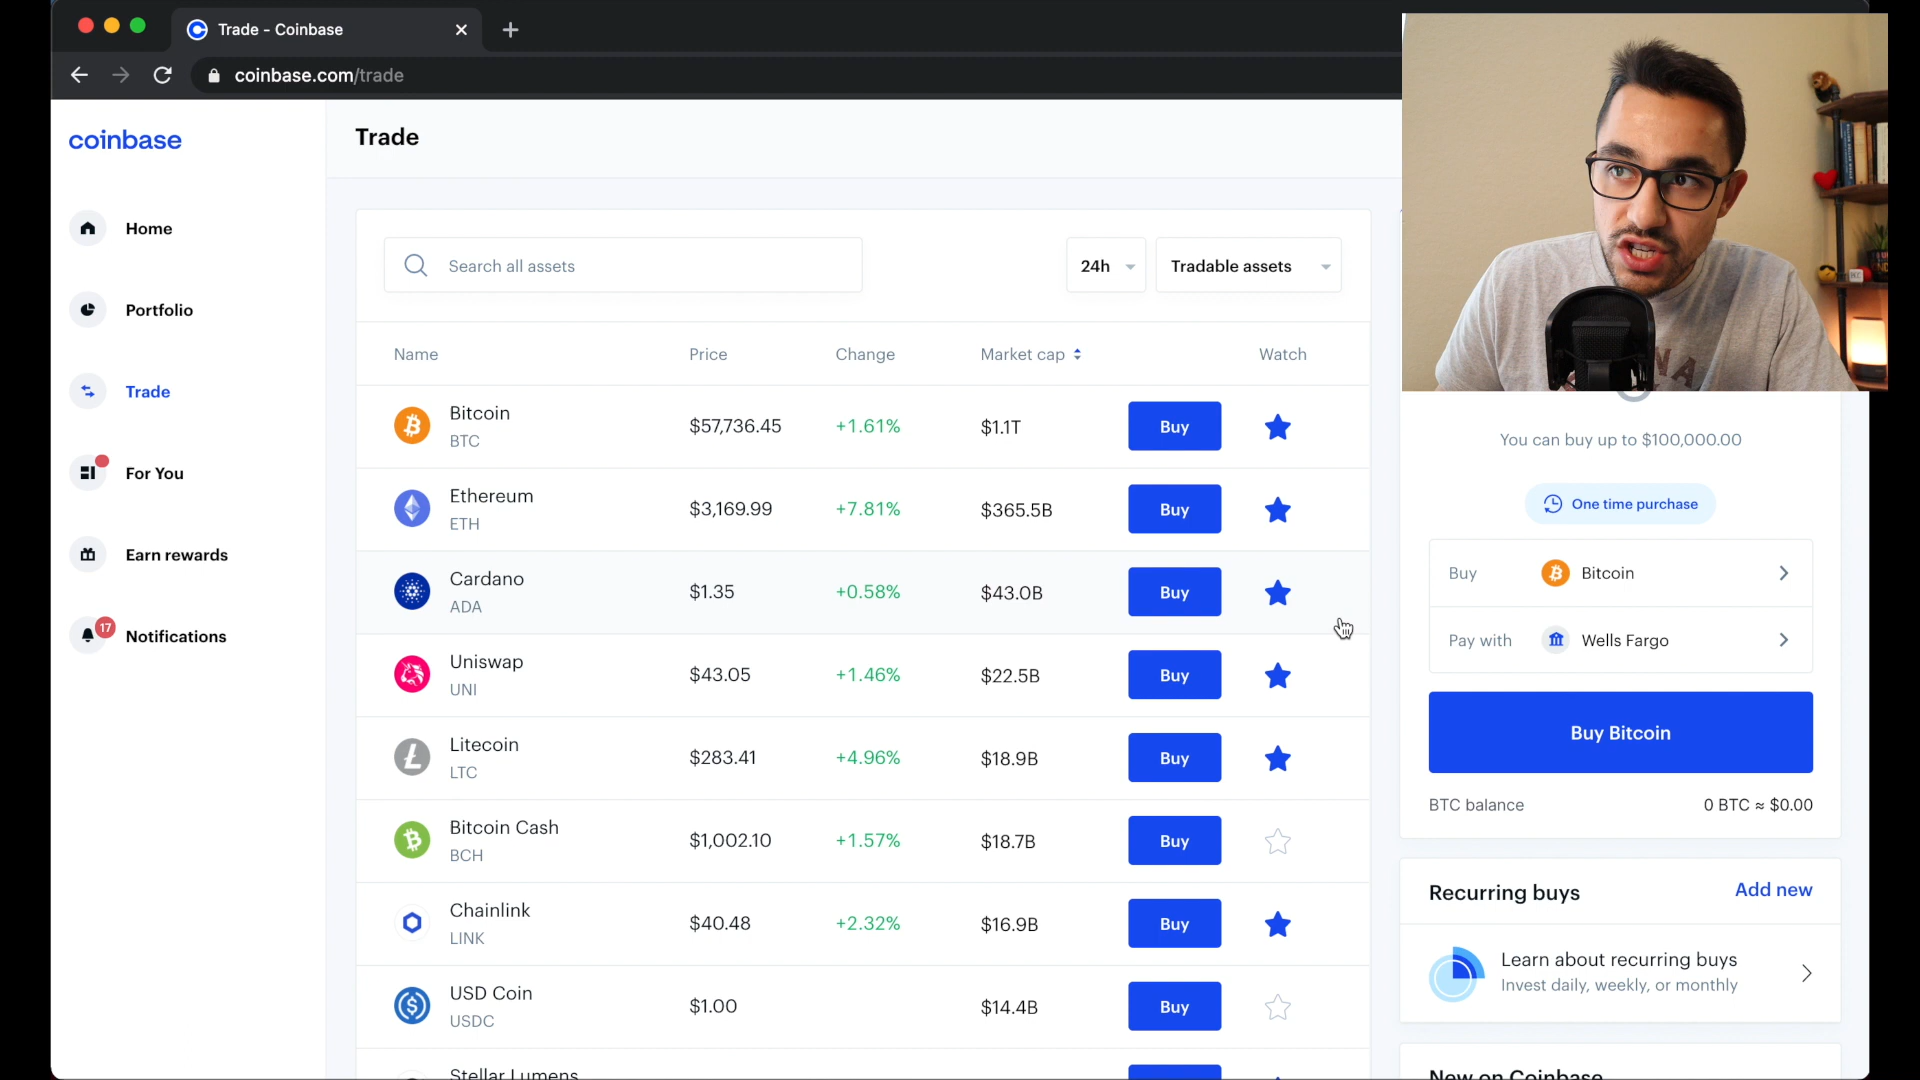 Trade - Coinbase
coinbase.com/trade
coinbase
Home
Portfolio
Trade
For You
Earn rewards
17
Notifications
Trade
Search all assets
24h
Tradable assets
Name Price Change Market cap Watch
Bitcoin
BTC
$57,736.45 +1.61% $1.1T Buy
Ethereum
ETH
$3,169.99 +7.81% $365.5B Buy
Cardano
ADA
$1.35 +0.58% $43.0B Buy
Uniswap
UNI
$43.05 +1.46% $22.5B Buy
Litecoin
LTC
$283.41 +4.96% $18.9B Buy
Bitcoin Cash
BCH
$1,002.10 +1.57% $18.7B Buy
Chainlink
LINK
$40.48 +2.32% $16.9B Buy
USD Coin
USDC
$1.00 $14.4B Buy
Stellar Lumens
You can buy up to $100,000.00
One time purchase
Buy Bitcoin
Pay with Wells Fargo
Buy Bitcoin
BTC balance 0 BTC ≈ $0.00
Recurring buys Add new
Learn about recurring buys
Invest daily, weekly, or monthly
New on Coinbase